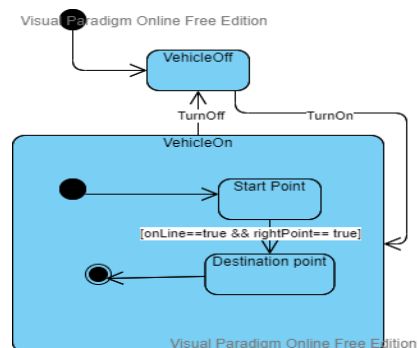 Visual Paradigm Online Free Edition
VehicleOff
TurnOff
TurnOn
VehicleOn
Start Point
[onLine==true && rightPoint== true]
Destination point
Visual Paradigm Online Free Edition